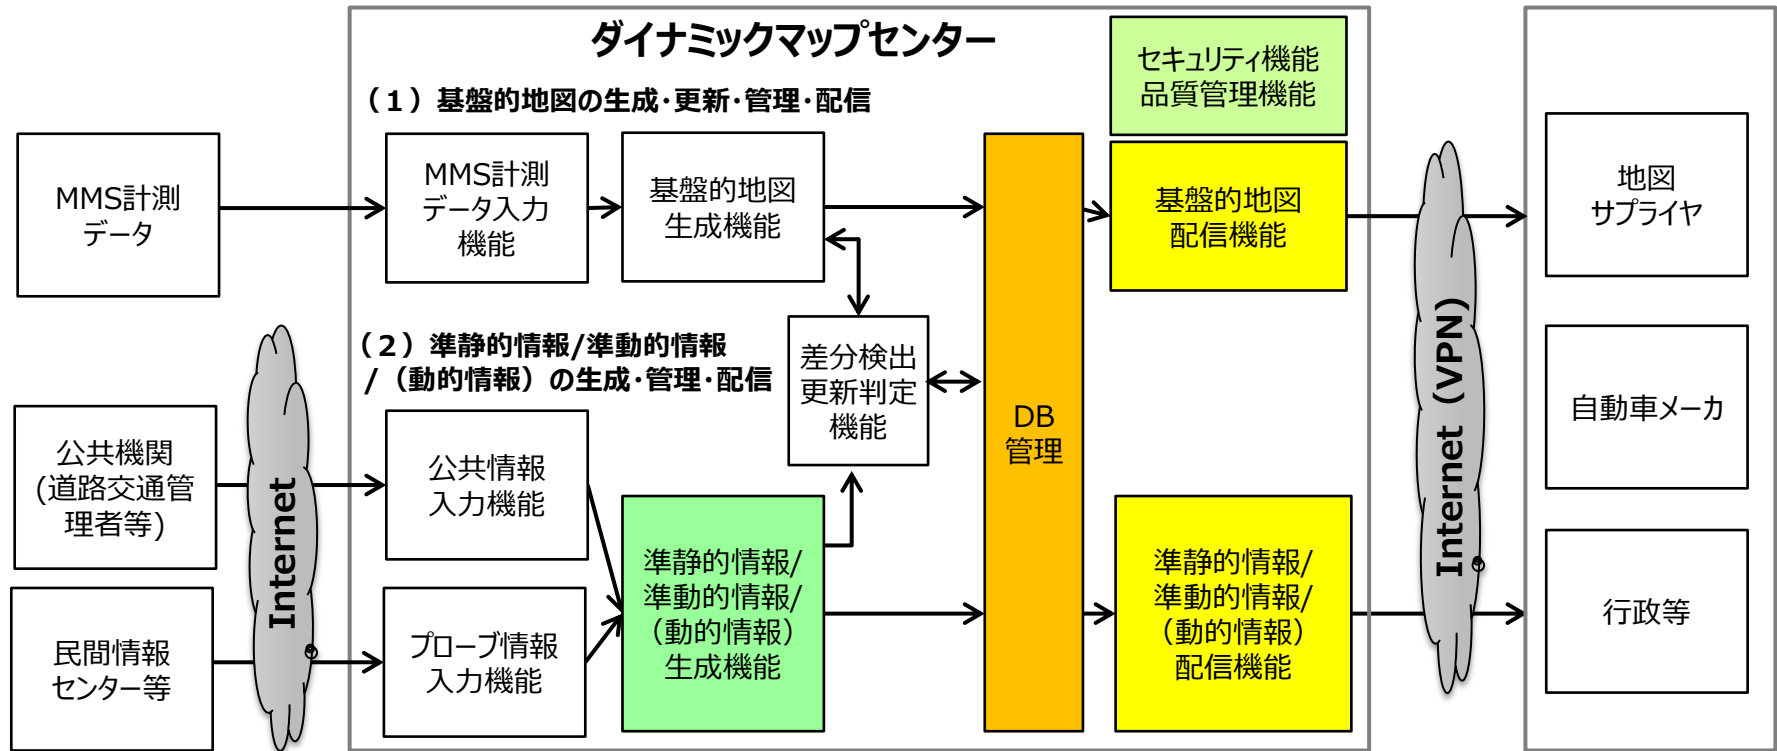 ダイナミックマップセンター
セキュリティ機能
品質管理機能
（１）基盤的地図の生成・更新・管理・配信
MMS計測
データ
MMS計測
データ入力
機能
基盤的地図
生成機能
基盤的地図
配信機能
地図
サプライヤ
（２）準静的情報/準動的情報
/（動的情報）の生成・管理・配信
差分検出
更新判定
機能
DB
管理
自動車メーカ
公共機関
(道路交通管
理者等)
Internet
公共情報
入力機能
準静的情報/
準動的情報/
（動的情報）
生成機能
準静的情報/
準動的情報/
（動的情報）
配信機能
Internet（VPN）
行政等
民間情報
センター等
プローブ情報
入力機能